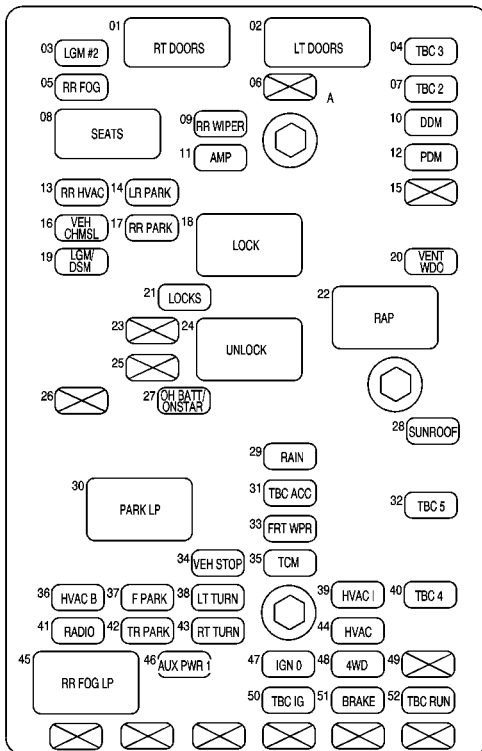 01 RT DOORS
02 LT DOORS
03 LGM #2
04 TBC 3
05 RR FOG
06
A
07 TBC 2
08 SEATS
09 RR WIPER
10 DDM
11 AMP
12 PDM
13 RR HVAC
14 LR PARK
15
16 VEH
CHMSL
17 RR PARK
18 LOCK
19 LGM/
DSM
20 VENT
WDO
21 LOCKS
22 RAP
23
24 UNLOCK
25
26
27 OH BATT/
ONSTAR
28 SUNROOF
29 RAIN
30 PARK LP
31 TBC ACC
32 TBC 5
33 FRT WPR
34 VEH STOP
35 TCM
36 HVAC B
37 F PARK
38 LT TURN
39 HVAC I
40 TBC 4
41 RADIO
42 TR PARK
43 RT TURN
44 HVAC
45 RR FOG LP
46 AUX PWR 1
47 IGN 0
48 4WD
49
50 TBC IG
51 BRAKE
52 TBC RUN